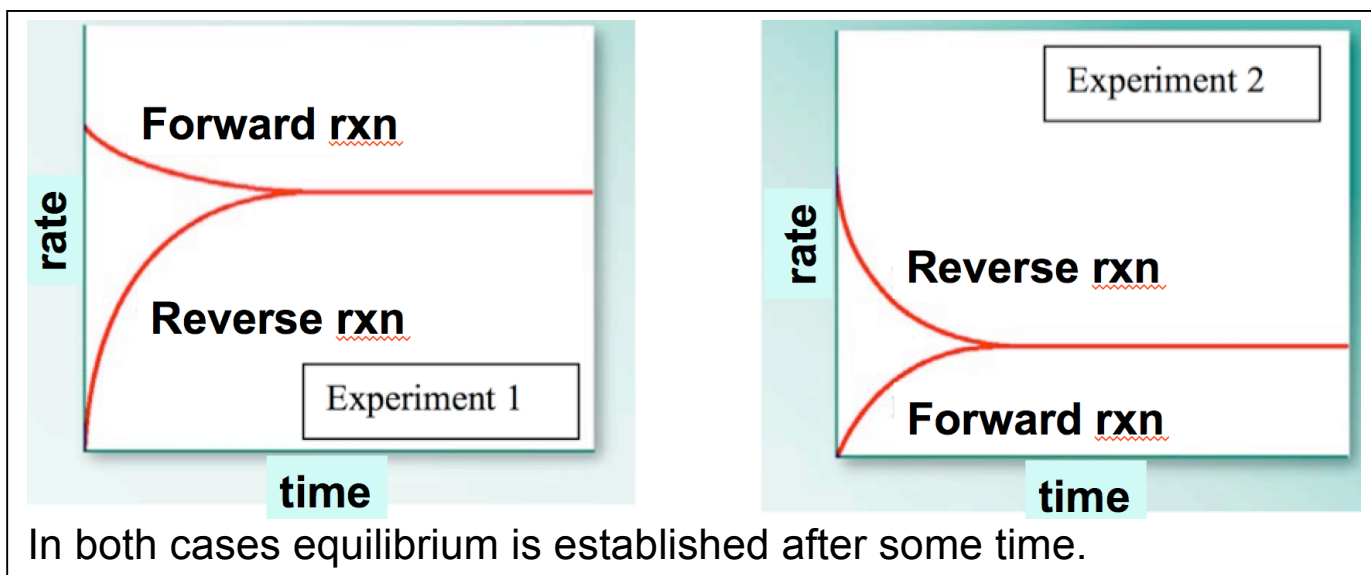 Forward rxn
rate
Reverse rxn
Experiment 1
time
Experiment 2
rate
Reverse rxn
Forward rxn
time
In both cases equilibrium is established after some time.